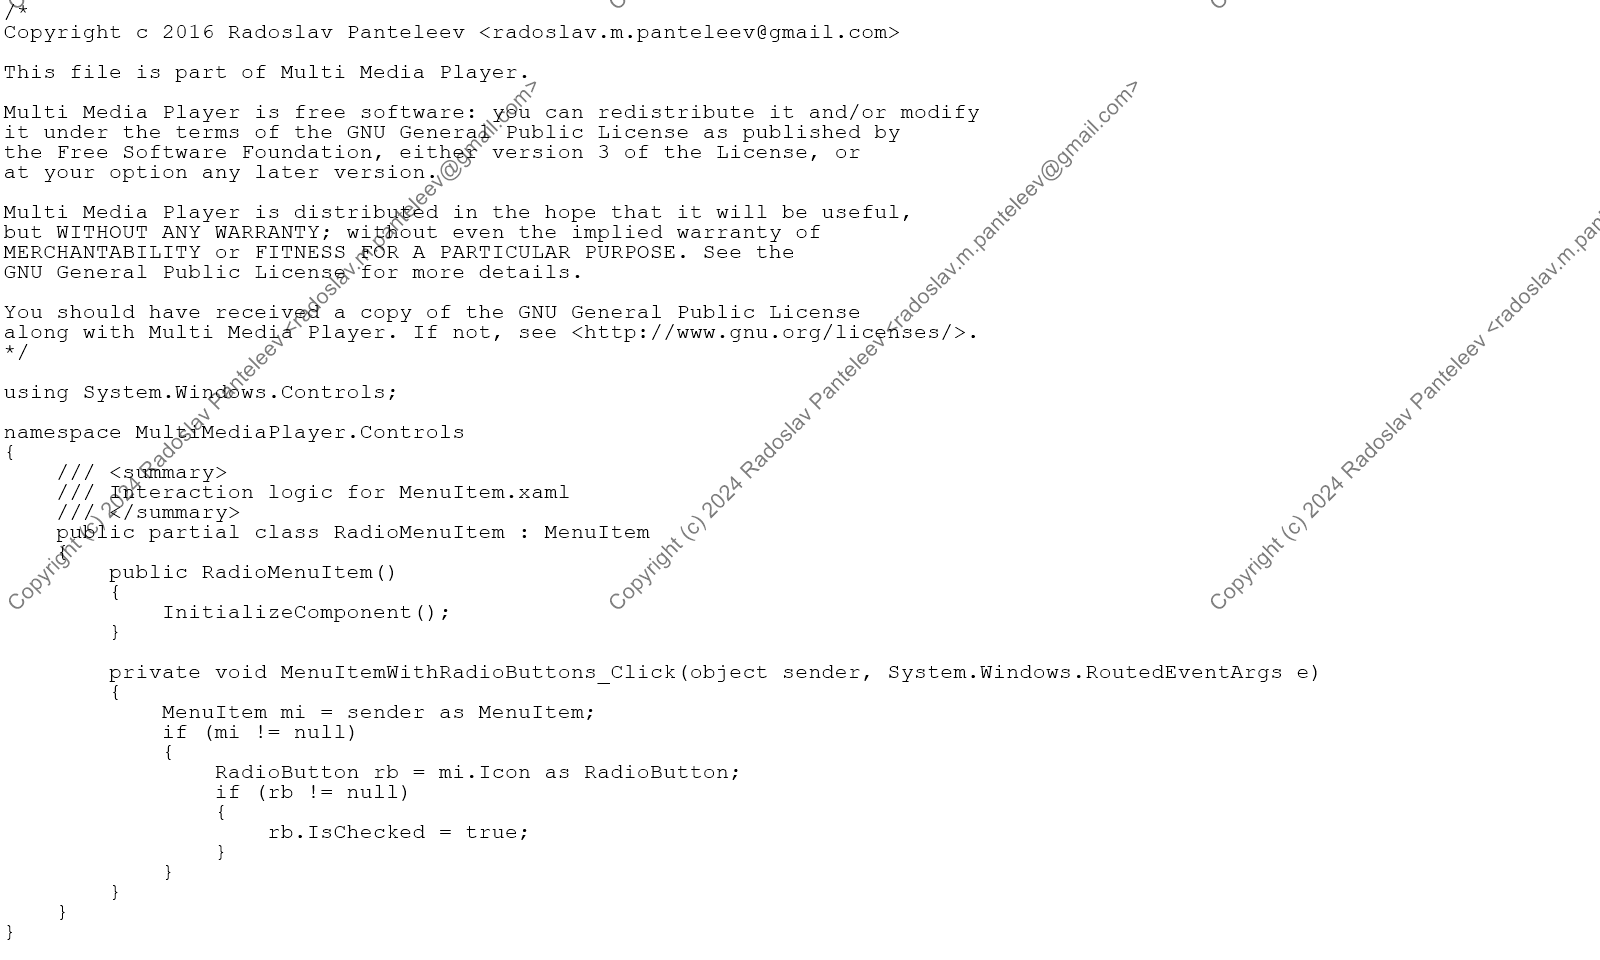 /*
Copyright c 2016 Radoslav Panteleev <radoslav.m.panteleev@gmail.com>

This file is part of Multi Media Player.

Multi Media Player is free software: you can redistribute it and/or modify
it under the terms of the GNU General Public License as published by
the Free Software Foundation, either version 3 of the License, or
at your option any later version.

Multi Media Player is distributed in the hope that it will be useful,
but WITHOUT ANY WARRANTY; without even the implied warranty of
MERCHANTABILITY or FITNESS FOR A PARTICULAR PURPOSE. See the
GNU General Public License for more details.

You should have received a copy of the GNU General Public License
along with Multi Media Player. If not, see <http://www.gnu.org/licenses/>.
*/

using System.Windows.Controls;

namespace MultiMediaPlayer.Controls
{
    /// <summary>
    /// Interaction logic for MenuItem.xaml
    /// </summary>
    public partial class RadioMenuItem : MenuItem
    {
        public RadioMenuItem()
        {
            InitializeComponent();
        }

        private void MenuItemWithRadioButtons_Click(object sender, System.Windows.RoutedEventArgs e)
        {
            MenuItem mi = sender as MenuItem;
            if (mi != null)
            {
                RadioButton rb = mi.Icon as RadioButton;
                if (rb != null)
                {
                    rb.IsChecked = true;
                }
            }
        }
    }
}
Copyright (c) 2024 Radoslav Panteleev <radoslav.m.panteleev@gmail.com>
Copyright (c) 2024 Radoslav Panteleev <radoslav.m.panteleev@gmail.com>
Copyright (c) 2024 Radoslav Panteleev <radoslav.m.pan